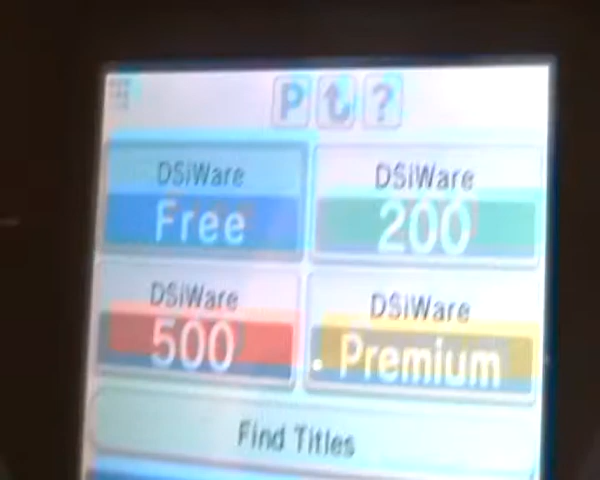 P ?
DSiWare
Free
DSiWare
200
DSiWare
500
DSiWare
Premium
Find Titles